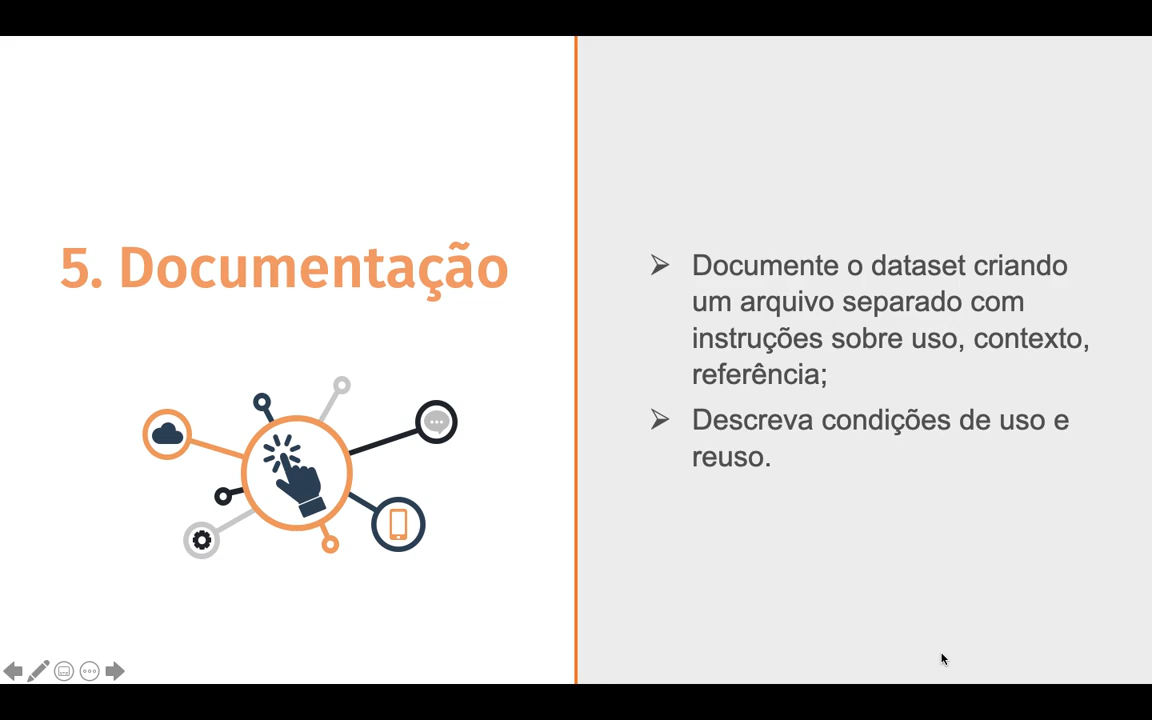 5. Documentação
Documente o dataset criando
um arquivo separado com
instruções sobre uso, contexto,
referência;
Descreva condições de uso e
reuso.